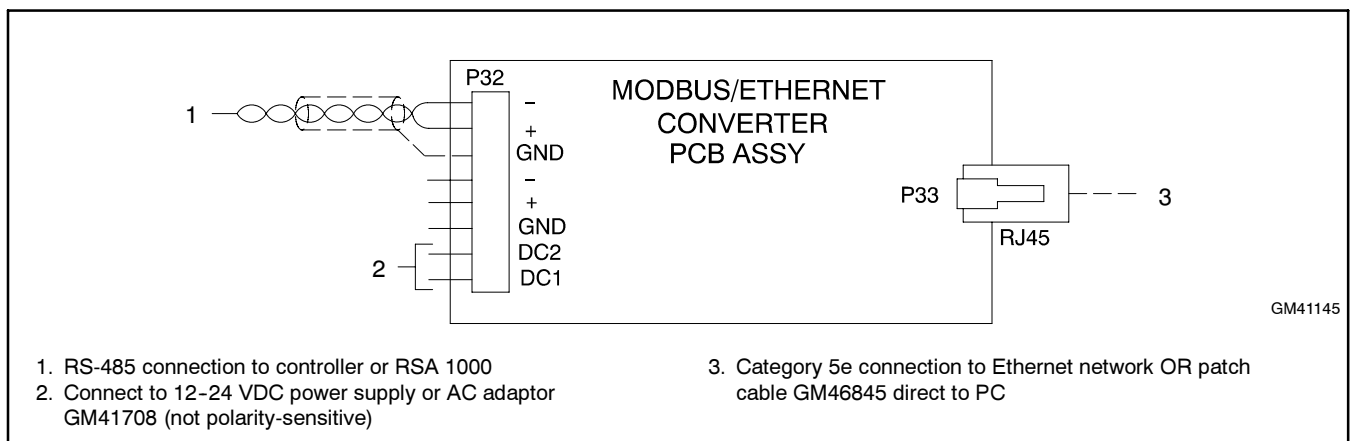 P32
MODBUS/ETHERNET
CONVERTER
PCB ASSY
1
−
+
GND
−
+
GND
DC2
DC1
2
P33
3
RJ45
GM41145
1. RS-485 connection to controller or RSA 1000
2. Connect to 12-24 VDC power supply or AC adaptor
GM41708 (not polarity-sensitive)
3. Category 5e connection to Ethernet network OR patch
cable GM46845 direct to PC